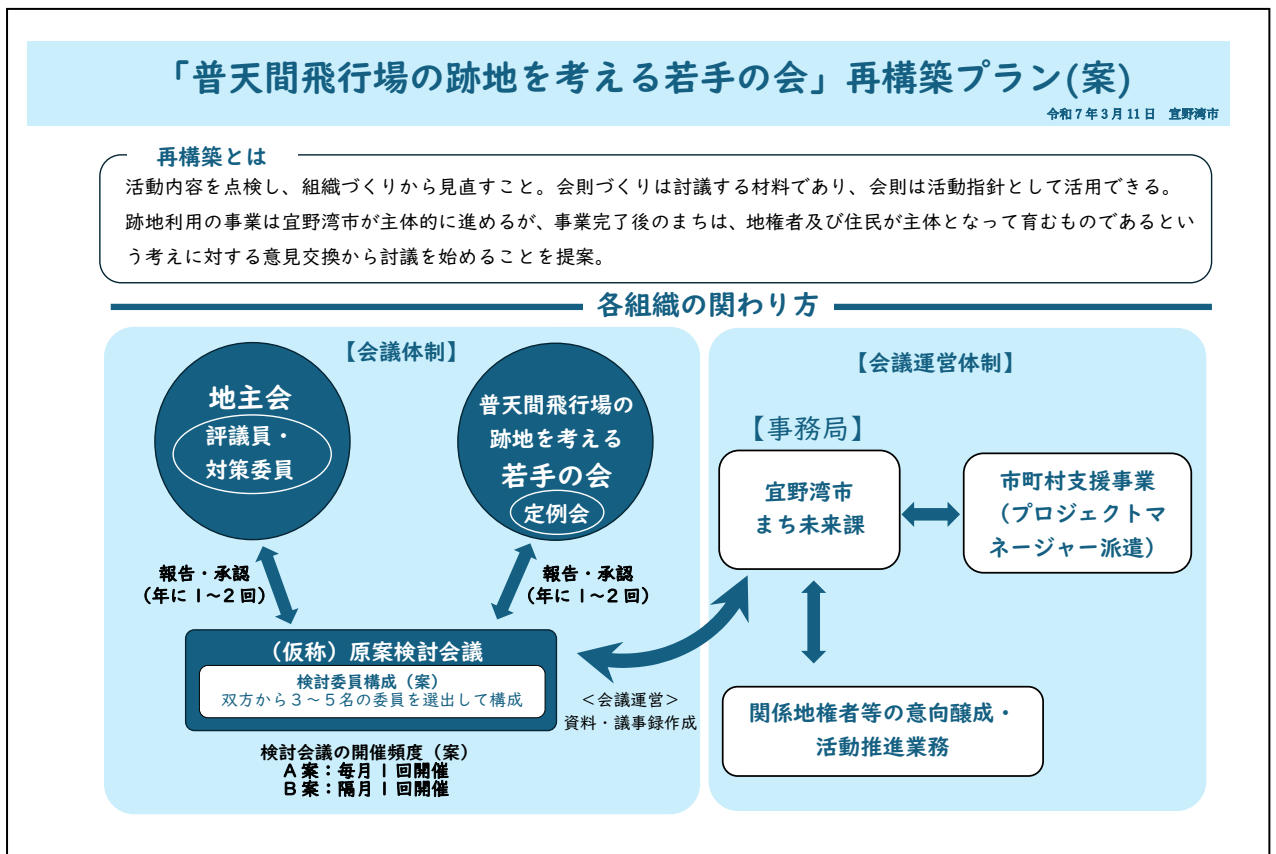 「普天間飛行場の跡地を考える若手の会」再構築プラン(案)
令和7年3月11日　宜野湾市
再構築とは
活動内容を点検し、組織づくりから見直すこと。会則づくりは討議する材料であり、会則は活動指針として活用できる。
跡地利用の事業は宜野湾市が主体的に進めるが、事業完了後のまちは、地権者及び住民が主体となって育むものであるとい
う考えに対する意見交換から討議を始めることを提案。
各組織の関わり方
【会議体制】
地主会
評議員・
対策委員
普天間飛行場の
跡地を考える
若手の会
定例会
報告・承認
（年に1～2回）
報告・承認
（年に1～2回）
（仮称）原案検討会議
検討委員構成（案）
双方から３～５名の委員を選出して構成
検討会議の開催頻度（案）
A案：毎月1回開催
B案：隔月1回開催
＜会議運営＞
資料・議事録作成
【会議運営体制】
【事務局】
宜野湾市
まち未来課
市町村支援事業
（プロジェクトマ
ネージャー派遣）
関係地権者等の意向醸成・
活動推進業務